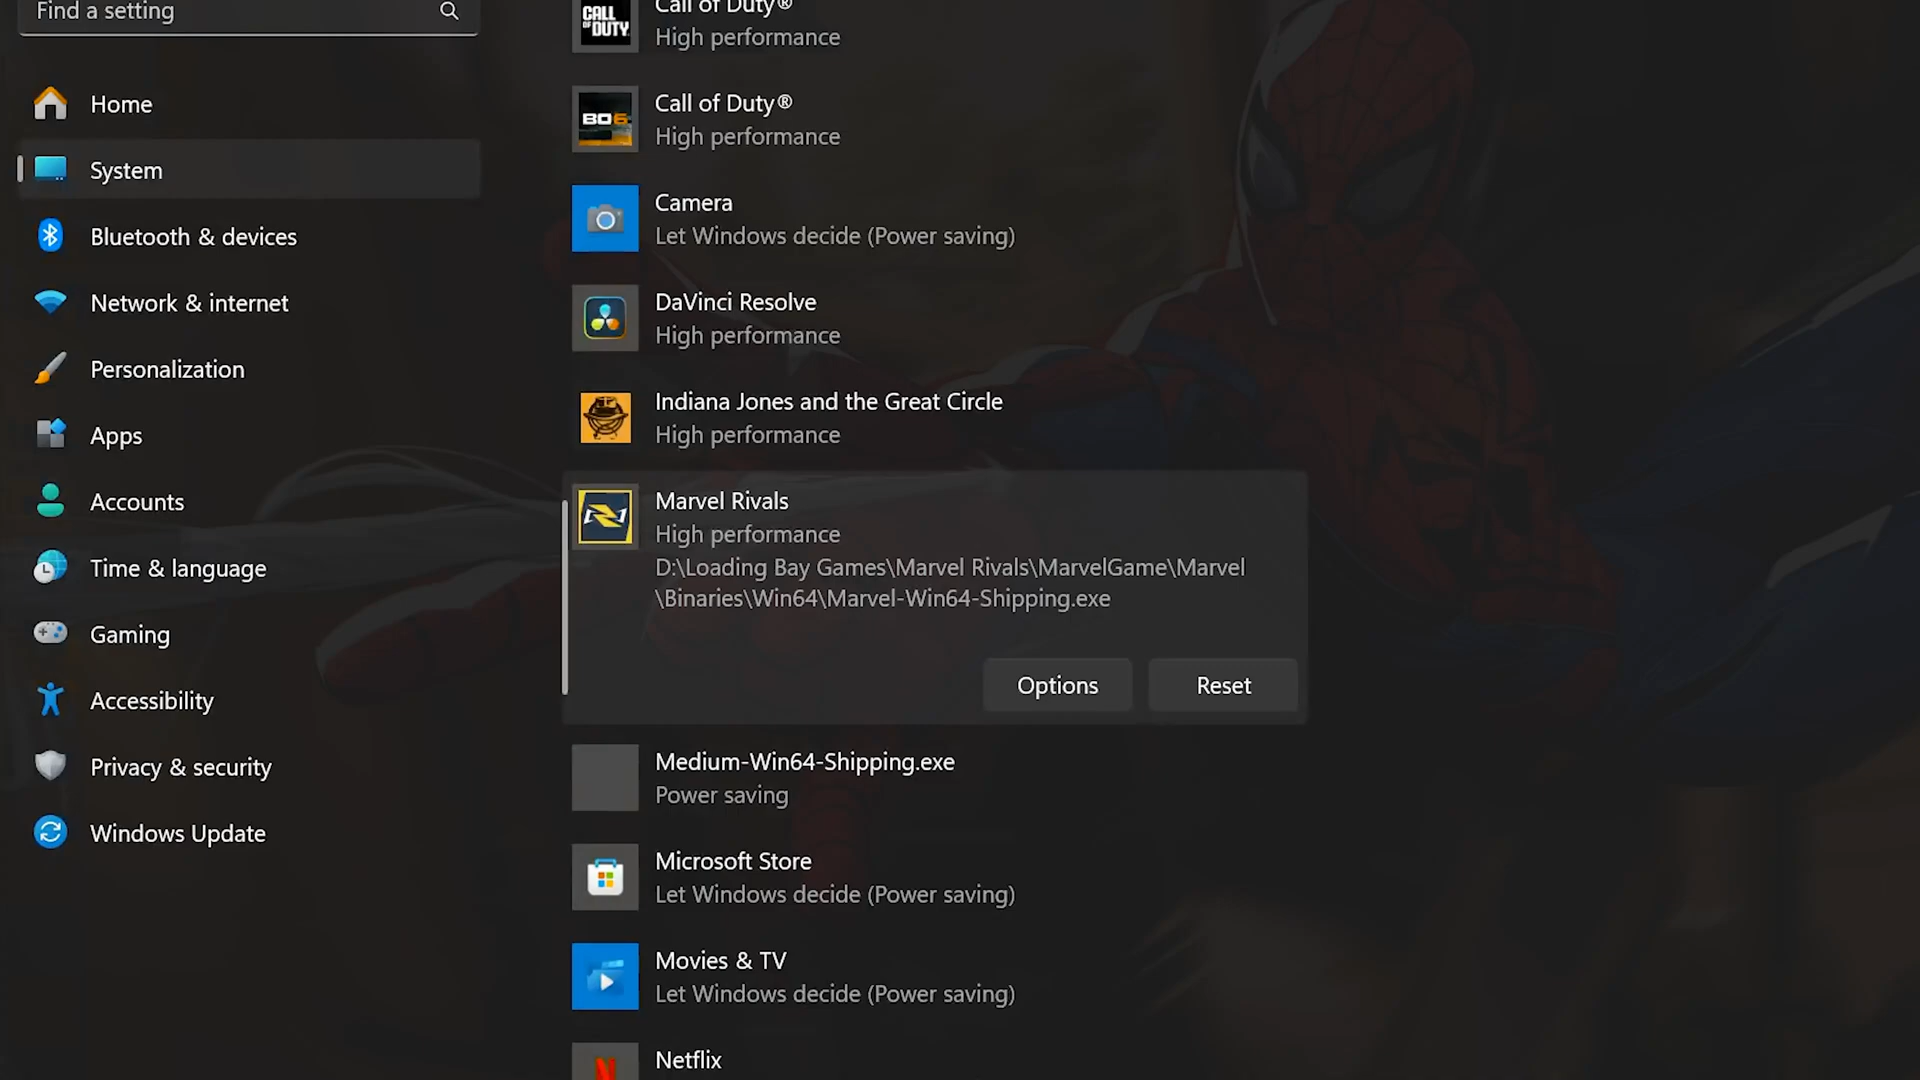 Find a setting
Home
System
Bluetooth & devices
Network & internet
Personalization
Apps
Accounts
Time & language
Gaming
Accessibility
Privacy & security
Windows Update
CALL OF DUTY
Call of Duty®
High performance
BO6
Call of Duty®
High performance
Camera
Let Windows decide (Power saving)
DaVinci Resolve
High performance
Indiana Jones and the Great Circle
High performance
Marvel Rivals
High performance
D:\Loading Bay Games\Marvel Rivals\MarvelGame\Marvel
\Binaries\Win64\Marvel-Win64-Shipping.exe
Options
Reset
Medium-Win64-Shipping.exe
Power saving
Microsoft Store
Let Windows decide (Power saving)
Movies & TV
Let Windows decide (Power saving)
Netflix